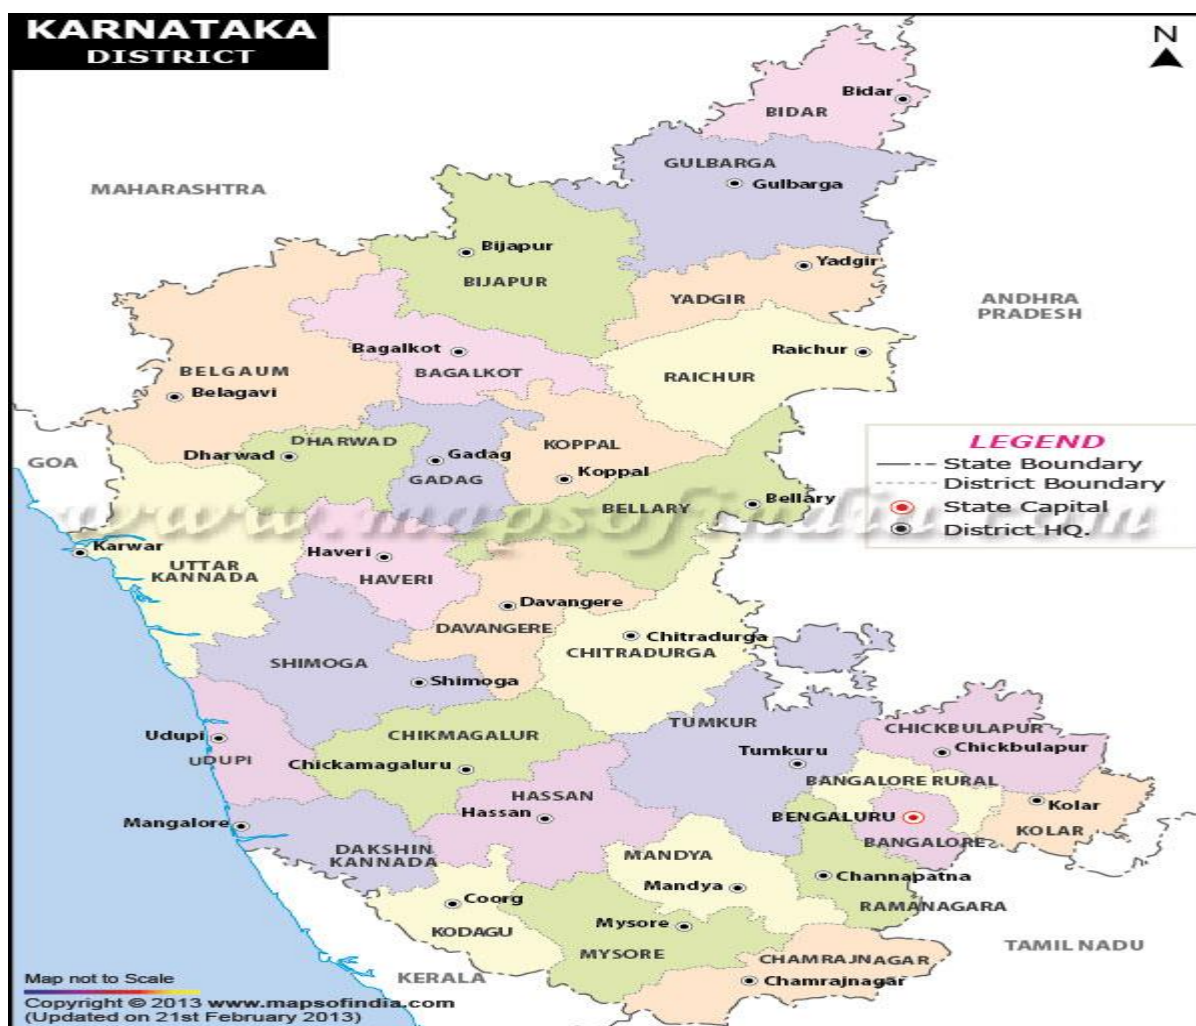 KARNATAKA
DISTRICT
N
Bidar
BIDAR
GULBARGA
Gulbarga
MAHARASHTRA
Bijapur
BIJAPUR
Yadgir
YADGIR
ANDHRA
PRADESH
Bagalkot
BAGALKOT
Raichur
RAICHUR
BELGAUM
Belagavi
DHARWAD
Dharwad
Gadag
GADAG
KOPPAL
Koppal
GOA
LEGEND
State Boundary
District Boundary
State Capital
District HQ.
BELLARY
Bellary
www.mapsofindia.com
Karwar
UTTAR
KANNADA
Haveri
HAVERI
Davangere
DAVANGERE
Chitradurga
CHITRADURGA
SHIMOGA
Shimoga
Udupi
UDUPI
CHIKMAGALUR
Chickamagaluru
TUMKUR
Tumkuru
CHICKBULAPUR
Chickbulapur
BANGALORE RURAL
HASSAN
Hassan
BENGALURU
BANGALORE
Kolar
KOLAR
Mangalore
DAKSHIN
KANNADA
MANDYA
Mandya
Channapatna
RAMANAGARA
Coorg
KODAGU
Mysore
MYSORE
CHAMRAJNAGAR
Chamrajnagar
TAMIL NADU
KERALA
Map not to Scale
Copyright © 2013 www.mapsofindia.com
(Updated on 21st February 2013)